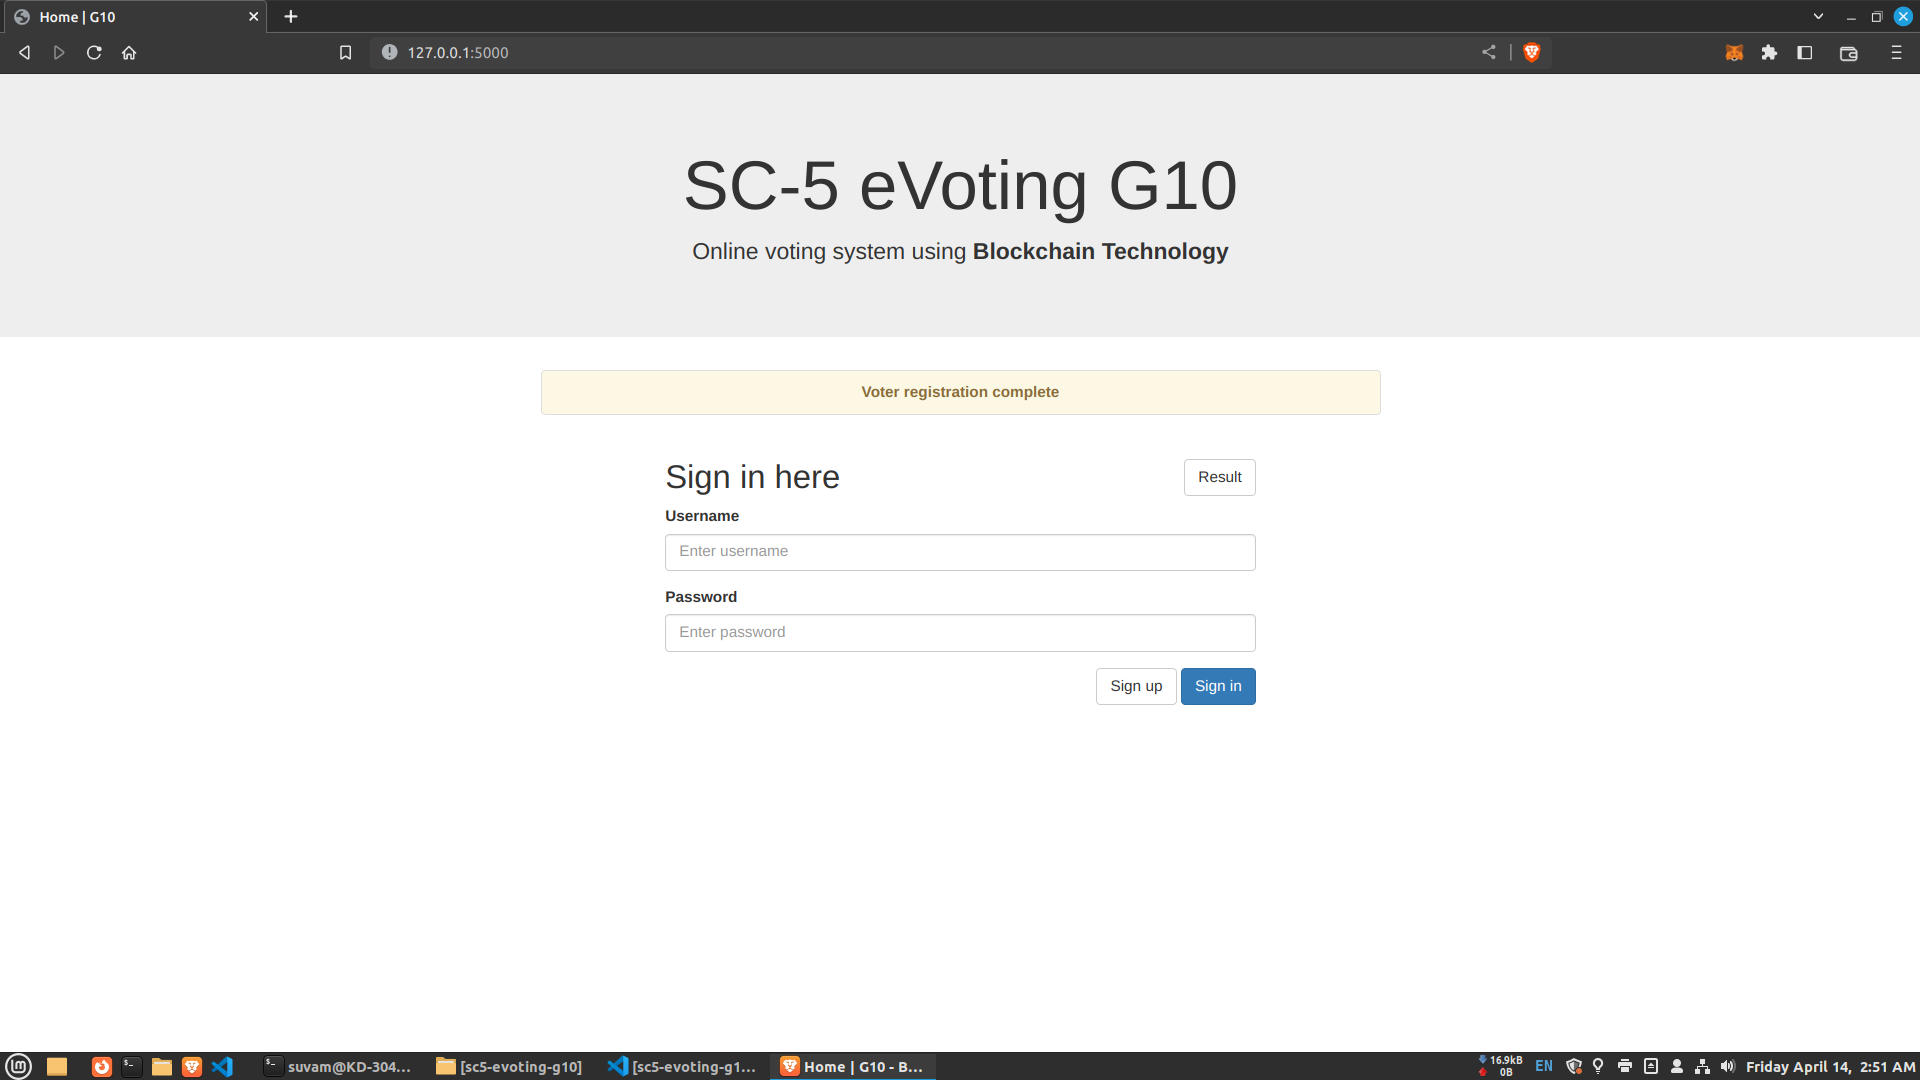 Home | G10
127.0.0.1:5000
SC-5 eVoting G10
Online voting system using Blockchain Technology
Voter registration complete
Sign in here
Result
Username
Enter username
Password
Enter password
Sign up
Sign in
suvam@KD-304...
[sc5-evoting-g10]
[sc5-evoting-g1...
Home | G10 - B...
16.9kB
0B
EN
Friday April 14, 2:51 AM